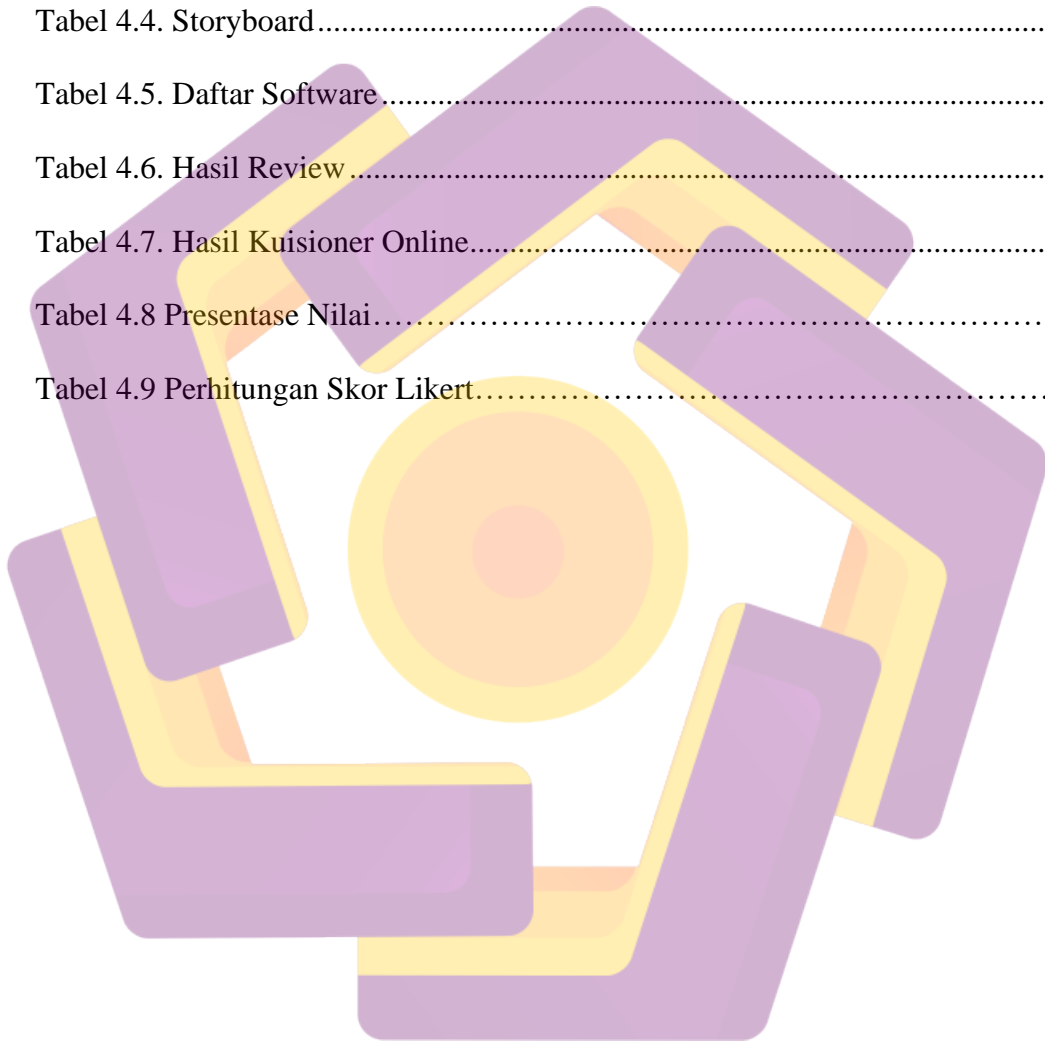 Tabel 4.4. Storyboard....................................................................................
Tabel 4.5. Daftar Software............................................................................
Tabel 4.6. Hasil Review................................................................................
Tabel 4.7. Hasil Kuisioner Online.................................................................
Tabel 4.8 Presentase Nilai…………………………………………………………
Tabel 4.9 Perhitungan Skor Likert………………………………………………